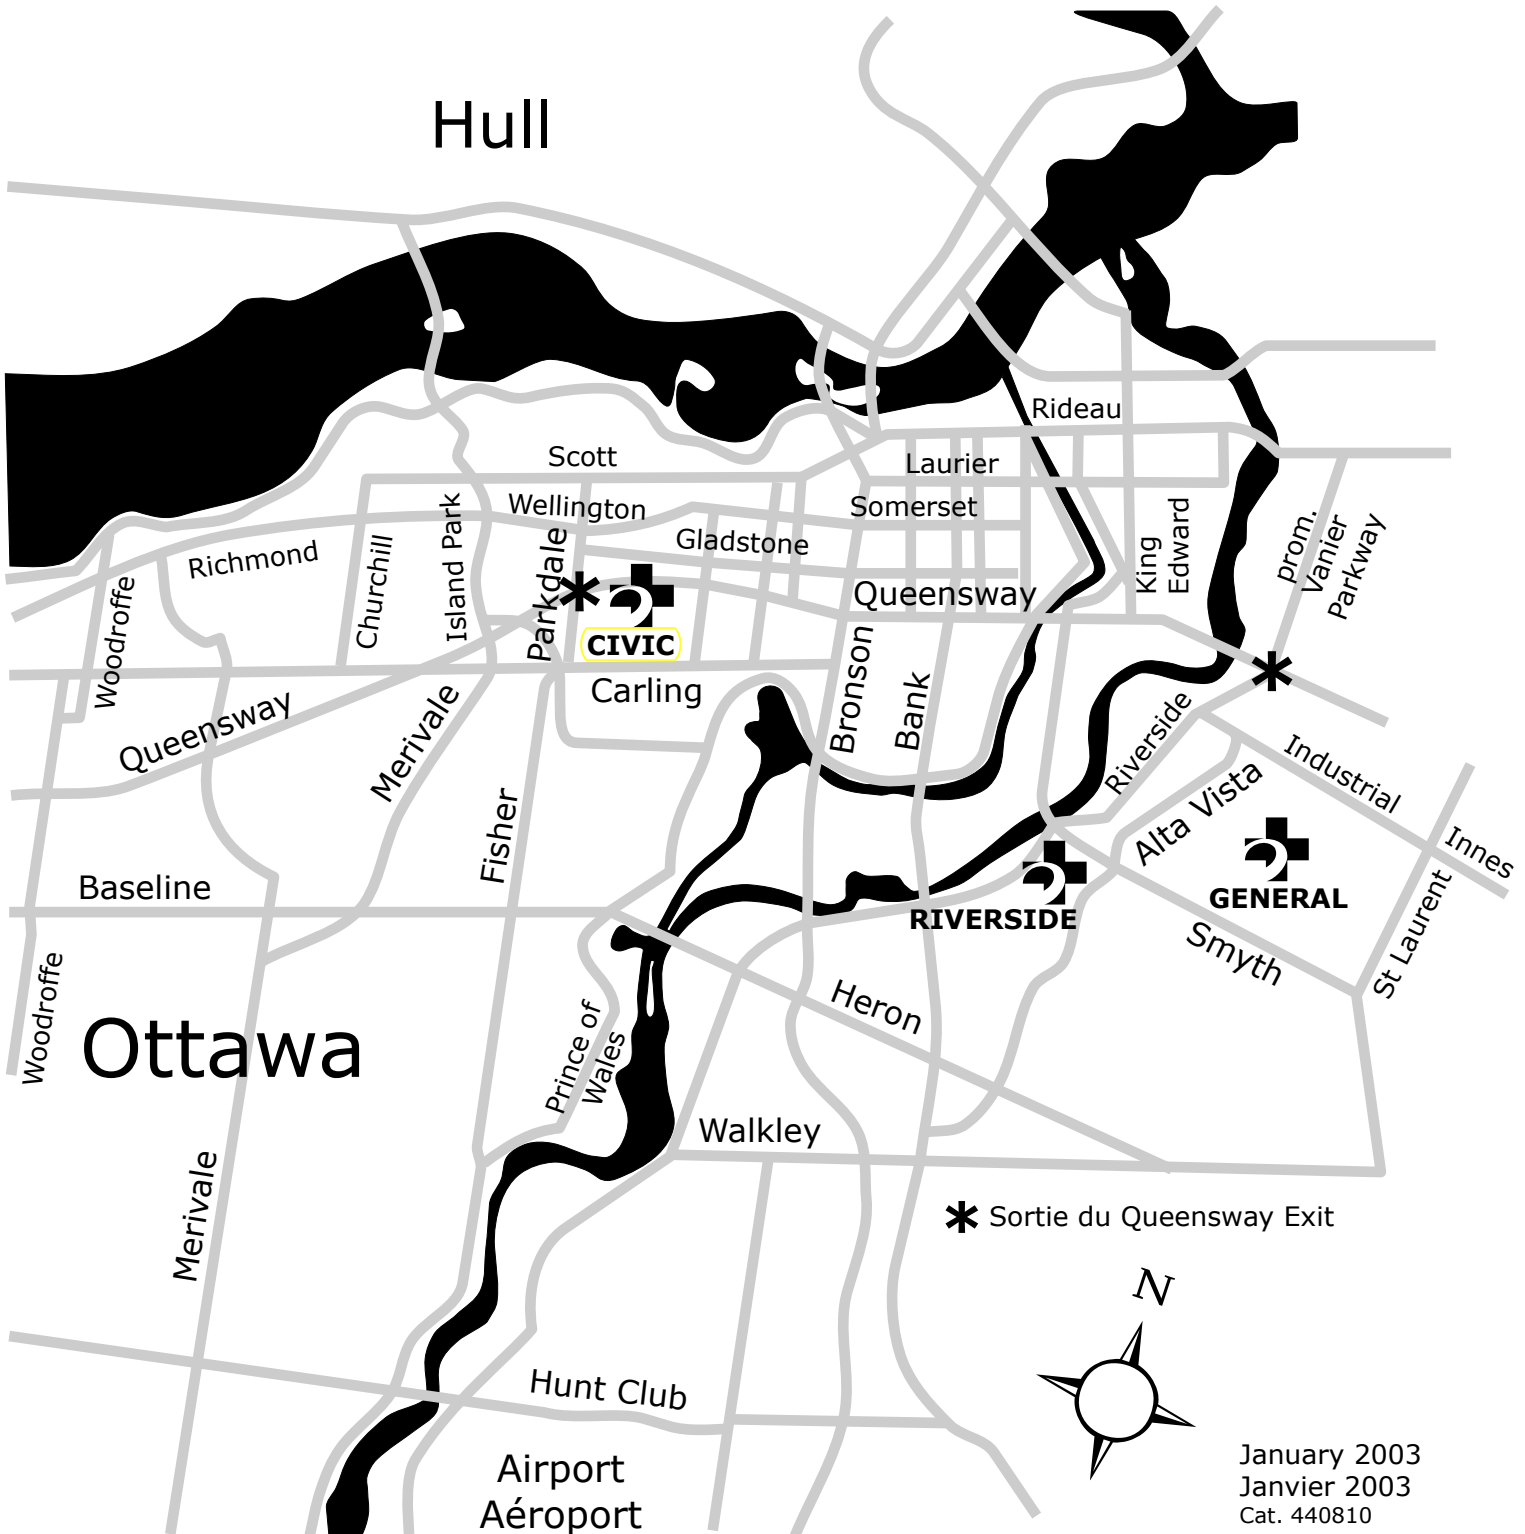 Hull
Rideau
Scott
Laurier
Wellington
Somerset
Gladstone
Richmond
Churchill
Island Park
Parkdale
King
Edward
prom.
Vanier
Parkway
Woodroffe
Queensway
CIVIC
Carling
Bronson
Bank
Queensway
Merivale
Riverside
Industrial
Alta Vista
Innes
Fisher
Baseline
RIVERSIDE
GENERAL
St Laurent
Smyth
Heron
Woodroffe
Ottawa
Prince of
Wales
Walkley
Merivale
Sortie du Queensway Exit
N
Hunt Club
Airport
Aéroport
January 2003
Janvier 2003
Cat. 440810